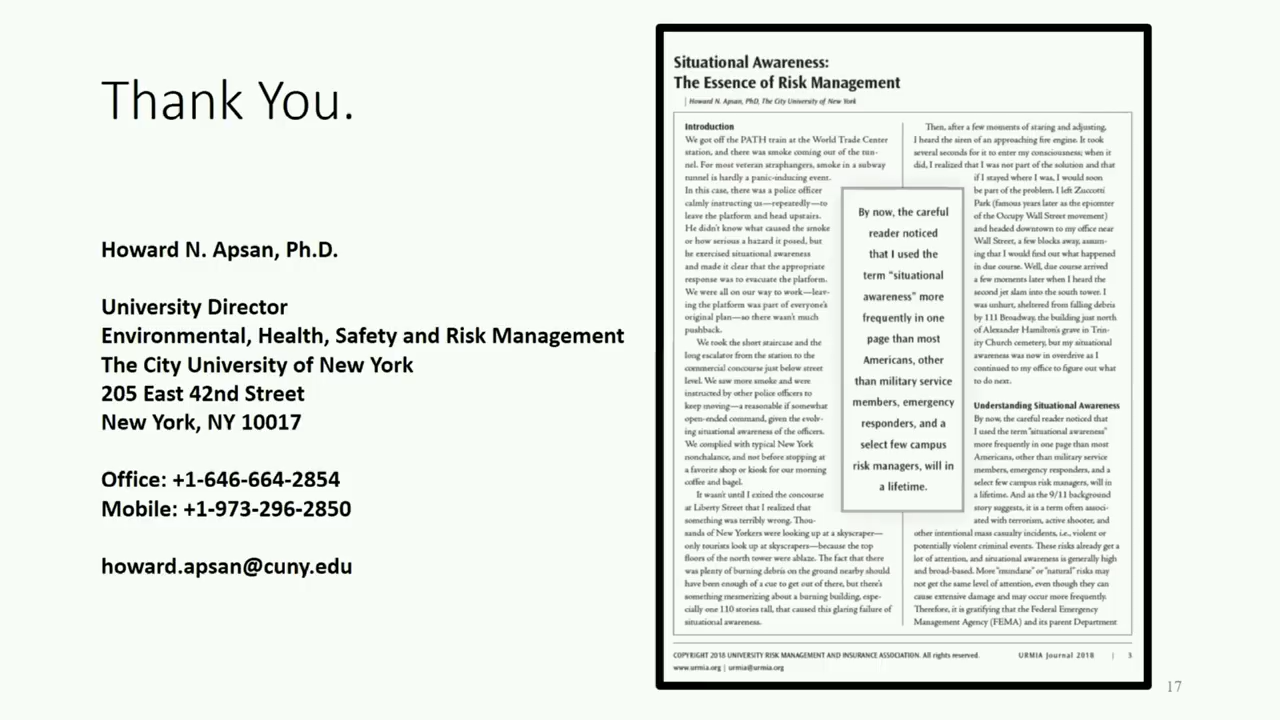 Thank You.
Howard N. Apsan, Ph.D.
University Director
Environmental, Health, Safety and Risk Management
The City University of New York
205 East 42nd Street
New York, NY 10017
Office: +1-646-664-2854
Mobile: +1-973-296-2850
howard.apsan@cuny.edu
Situational Awareness:
The Essence of Risk Management
Howard N. Apsan, PhD, The City University of New York
Introduction
We got off the PATH train at the World Trade Center
station, and there was smoke coming out of the tun-
nel. For most veteran straphangers, smoke in a subway
tunnel is hardly a panic-inducing event.
In this case, there was a police officer
calmly instructing us—repeatedly—to
leave the platform and head upstairs.
He didn't know what caused the smoke
or how serious a hazard it posed, but
he exercised situational awareness
and made it clear that the appropriate
response was to evacuate the platform.
We were all on our way to work—leav-
ing the platform was part of everyone's
original plan—so there wasn't much
pushback.
We took the short staircase and the
long escalator from the station to the
commercial concourse just below street
level. We saw more smoke and were
instructed by other police officers to
keep moving—a reasonable if somewhat
open-ended command, given the evolv-
ing situational awareness of the officers.
We complied with typical New York
nonchalance, and not before stopping at
a favorite shop or kiosk for our morning
coffee and bagel.
It wasn't until I exited the concourse
at Liberty Street that I realized that
something was terribly wrong. Thou-
sands of New Yorkers were looking up at a skyscraper—
only tourists look up at skyscrapers—because the top
floors of the north tower were ablaze. The fact that there
was plenty of burning debris on the ground nearby should
have been enough of a cue to get out of there, but there's
something mesmerizing about a burning building, espe-
cially one 110 stories tall, that caused this glaring failure of
situational awareness.
By now, the careful
reader noticed
that I used the
term "situational
awareness" more
frequently in one
page than most
Americans, other
than military service
members, emergency
responders, and a
select few campus
risk managers, will in
a lifetime.
Then, after a few moments of staring and adjusting,
I heard the siren of an approaching fire engine. It took
several seconds for it to enter my consciousness; when it
did, I realized that I was not part of the solution and that
if I stayed where I was, I would soon
be part of the problem. I left Zuccotti
Park (famous years later as the epicenter
of the Occupy Wall Street movement)
and headed downtown to my office near
Wall Street, a few blocks away, assum-
ing that I would find out what happened
in due course. Well, due course arrived
a few moments later when I heard the
second jet slam into the south tower. I
was unhurt, sheltered from falling debris
by 111 Broadway, the building just north
of Alexander Hamilton's grave in Trin-
ity Church cemetery, but my situational
awareness was now in overdrive as I
continued to my office to figure out what
to do next.
Understanding Situational Awareness
By now, the careful reader noticed that
I used the term "situational awareness"
more frequently in one page than most
Americans, other than military service
members, emergency responders, and a
select few campus risk managers, will in
a lifetime. And as the 9/11 background
story suggests, it is a term often associ-
ated with terrorism, active shooter, and
other intentional mass casualty incidents, i.e., violent or
potentially violent criminal events. These risks already get a
lot of attention, and situational awareness is generally high
and broad-based. More "mundane" or "natural" risks may
not get the same level of attention, even though they can
cause extensive damage and may occur more frequently.
Therefore, it is gratifying that the Federal Emergency
Management Agency (FEMA) and its parent Department
COPYRIGHT 2018 UNIVERSITY RISK MANAGEMENT AND INSURANCE ASSOCIATION. All rights reserved.
www.urmia.org | urmia@urmia.org
URMIA Journal 2018 | 3
17